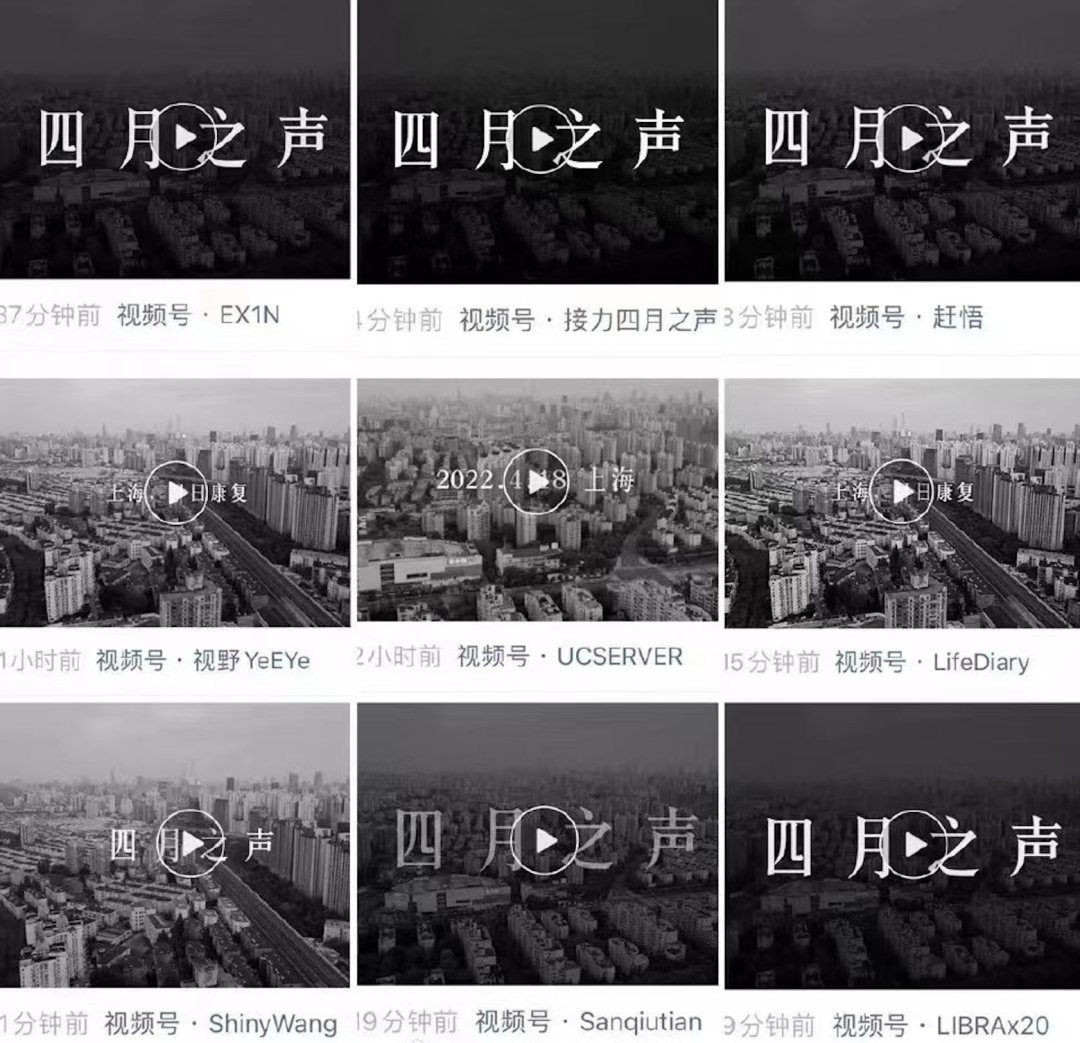 四月之声
四月之声
四月之声
37分钟前 视频号 · EX1N
分钟前 视频号 · 接力四月之声
3分钟前 视频号 · 赶悟
上海,日康复
2022.4.18 上海
上海,日康复
1小时前 视频号 · 视野YeEYe
2小时前 视频号 · UCSERVER
15分钟前 视频号 · LifeDiary
四月之声
四月之声
四月之声
1分钟前 视频号 · ShinyWang
19分钟前 视频号 · Sanqiutian
9分钟前 视频号 · LIBRAx20